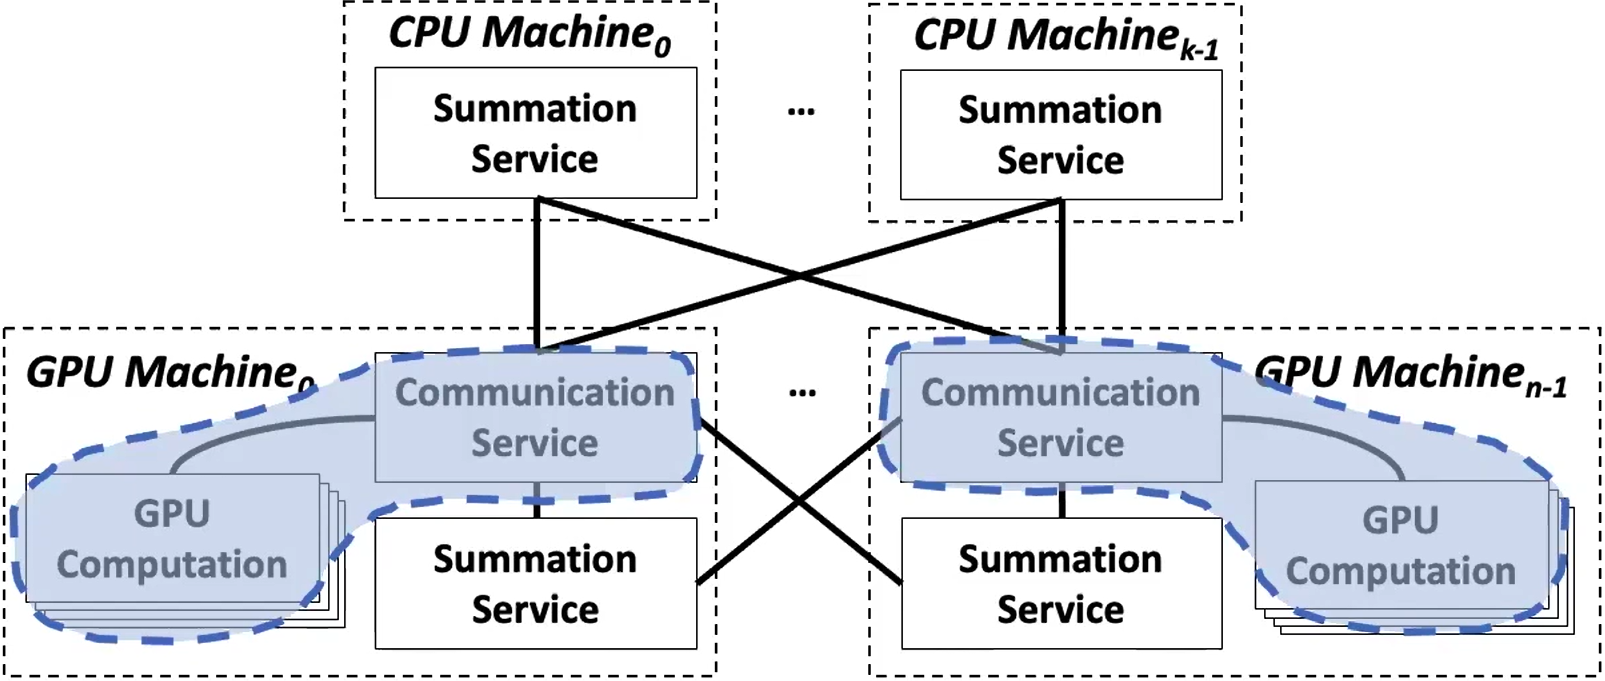 CPU Machine0
CPU Machinek-1
Summation
Service
...
Summation
Service
GPU Machine0
Communication
Service
...
Communication
Service
GPU Machinen-1
GPU
Computation
Summation
Service
Summation
Service
GPU
Computation